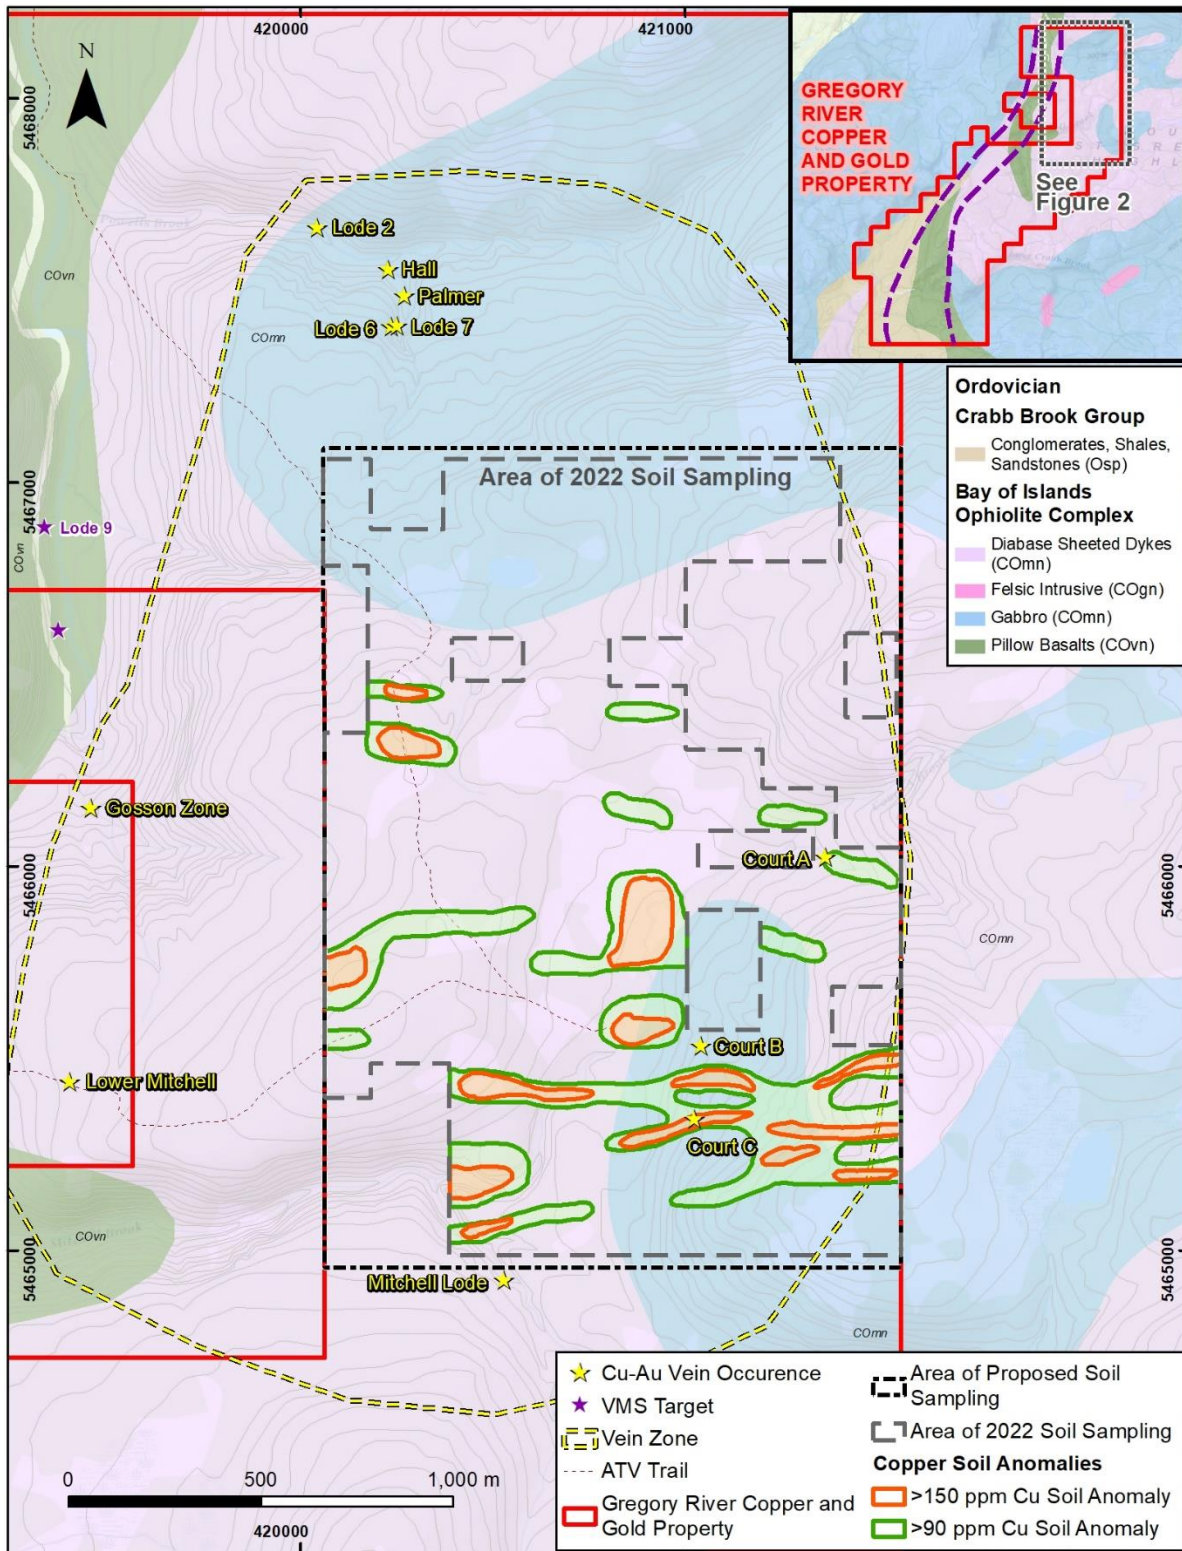 420000
421000
N
5468000
GREGORY
RIVER
COPPER
AND GOLD
PROPERTY
See
Figure 2
Lode 2
COvn
Hall
Palmer
Lode 6
Lode 7
COmn
Ordovician
Crabb Brook Group
Conglomerates, Shales,
Sandstones (Osp)
Bay of Islands
Ophiolite Complex
Diabase Sheeted Dykes
(COmn)
Felsic Intrusive (COgn)
Gabbro (COmn)
Pillow Basalts (COvn)
5467000
5467000
Area of 2022 Soil Sampling
Lode 9
COvn
Gosson Zone
5466000
5466000
Court A
COmn
Court B
Lower Mitchell
Court C
COvn
5465000
5465000
Mitchell Lode
COmn
Cu-Au Vein Occurence
VMS Target
Vein Zone
ATV Trail
Gregory River Copper and
Gold Property
Area of Proposed Soil
Sampling
Area of 2022 Soil Sampling
Copper Soil Anomalies
>150 ppm Cu Soil Anomaly
>90 ppm Cu Soil Anomaly
0 500 1,000 m
420000